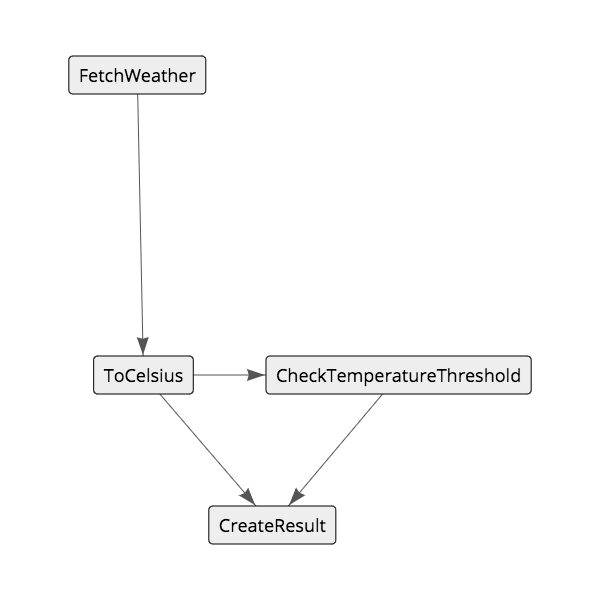 FetchWeather
ToCelsius
CheckTemperatureThreshold
CreateResult